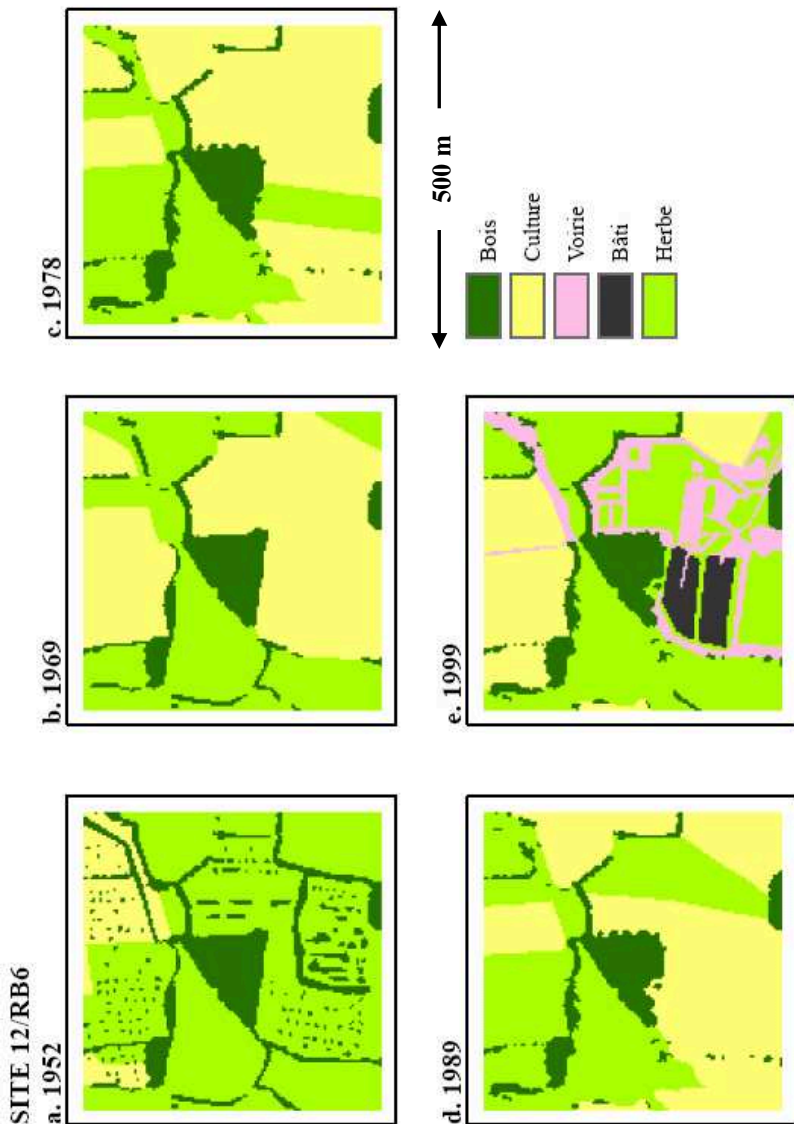 SITE 12/RB6
a. 1952
b. 1969
c. 1978
d. 1989
e. 1999
500 m
Bois
Culture
Voirie
Bâti
Herbe